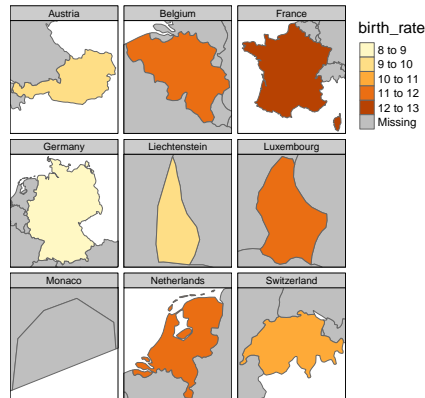 Austria
Belgium
France
Germany
Liechtenstein
Luxembourg
Monaco
Netherlands
Switzerland
birth_rate
8 to 9
9 to 10
10 to 11
11 to 12
12 to 13
Missing